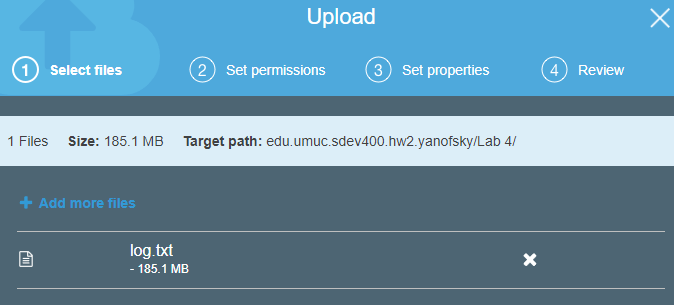 Upload
1 Select files 2 Set permissions 3 Set properties 4 Review
1 Files Size: 185.1 MB Target path: edu.umuc.sdev400.hw2.yanofsky/Lab 4/
Add more files
log.txt
- 185.1 MB